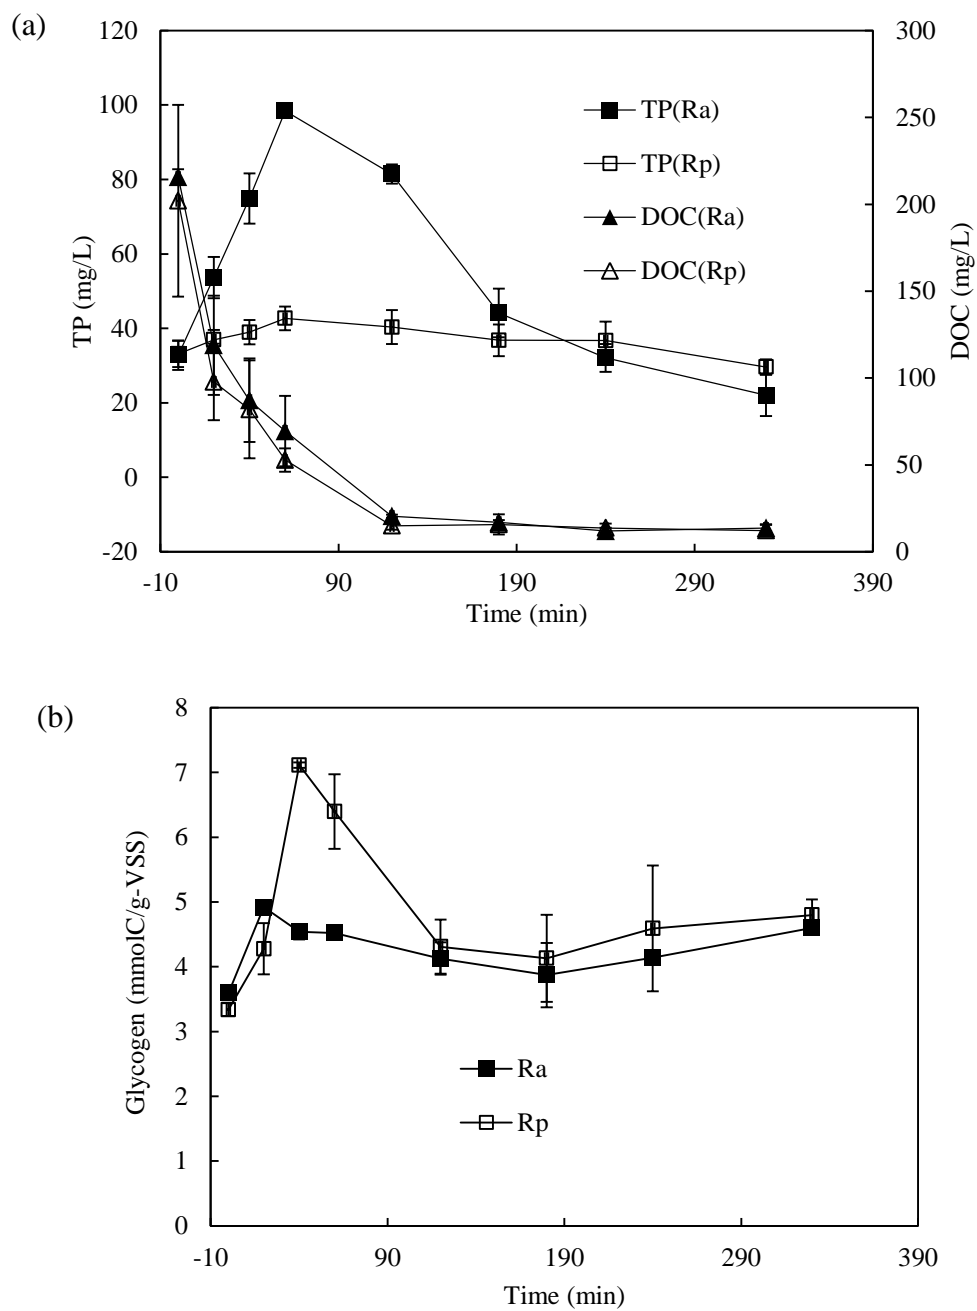 (a)
120
100
80
60
40
20
0
-20
TP (mg/L)
300
250
200
150
100
50
0
DOC (mg/L)
TP(Ra)
TP(Rp)
DOC(Ra)
DOC(Rp)
-10 90 190 290 390
Time (min)
(b)
8
7
6
5
4
3
2
1
0
Glycogen (mmolC/g-VSS)
Ra
Rp
-10 90 190 290 390
Time (min)